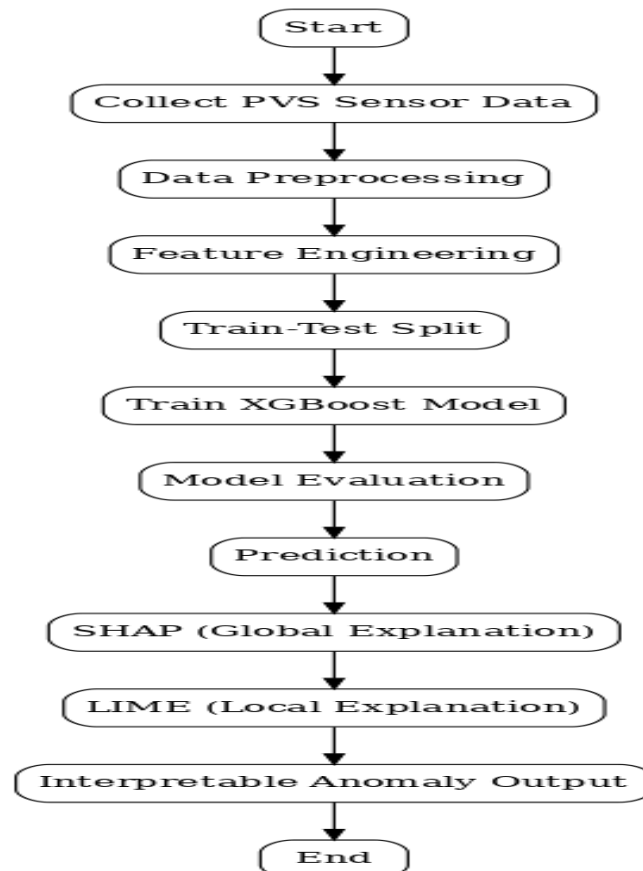 Start
Collect PVS Sensor Data
Data Preprocessing
Feature Engineering
Train-Test Split
Train XGBoost Model
Model Evaluation
Prediction
SHAP (Global Explanation)
LIME (Local Explanation)
Interpretable Anomaly Output
End